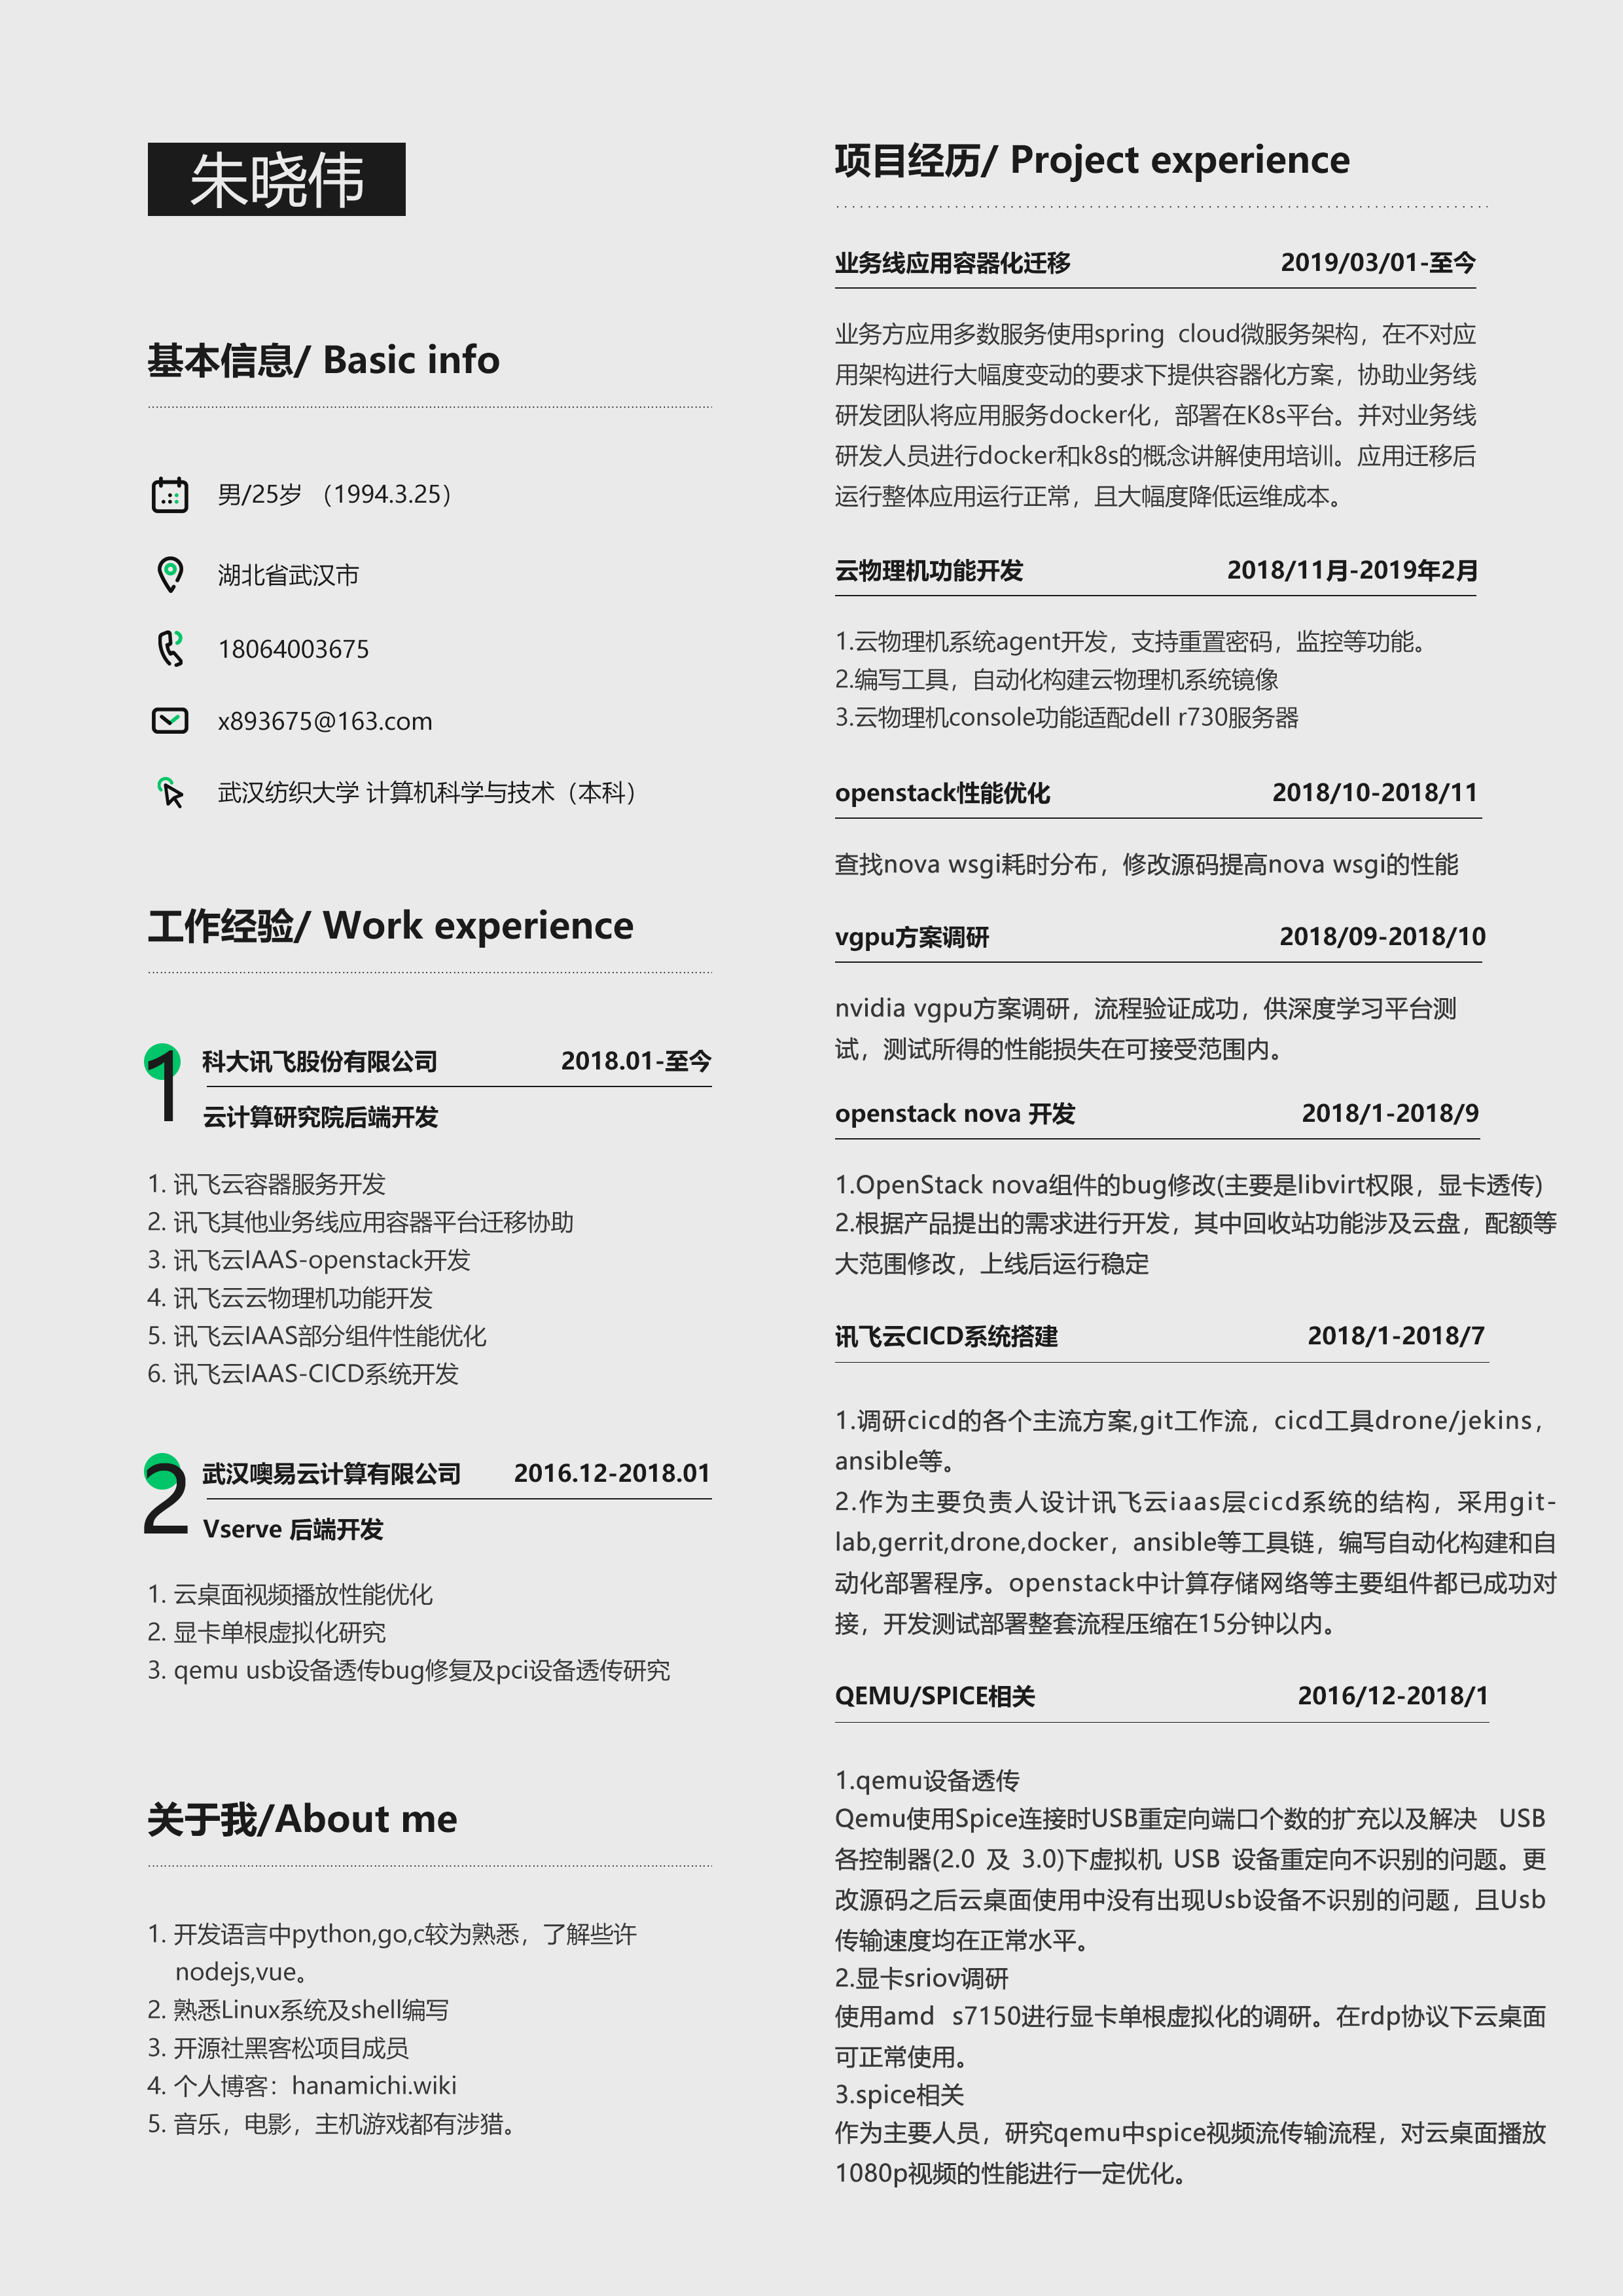 朱晓伟
基本信息/ Basic info
男/25岁 （1994.3.25）
湖北省武汉市
18064003675
x893675@163.com
武汉纺织大学 计算机科学与技术（本科）
工作经验/ Work experience
1 科大讯飞股份有限公司 2018.01-至今
云计算研究院后端开发
1. 讯飞云容器服务开发
2. 讯飞其他业务线应用容器平台迁移协助
3. 讯飞云IAAS-openstack开发
4. 讯飞云云物理机功能开发
5. 讯飞云IAAS部分组件性能优化
6. 讯飞云IAAS-CICD系统开发
2 武汉噢易云计算有限公司 2016.12-2018.01
Vserve 后端开发
1. 云桌面视频播放性能优化
2. 显卡单根虚拟化研究
3. qemu usb设备透传bug修复及pci设备透传研究
关于我/About me
1. 开发语言中python,go,c较为熟悉，了解些许
nodejs,vue。
2. 熟悉Linux系统及shell编写
3. 开源社黑客松项目成员
4. 个人博客：hanamichi.wiki
5. 音乐，电影，主机游戏都有涉猎。
项目经历/ Project experience
业务线应用容器化迁移 2019/03/01-至今
业务方应用多数服务使用spring cloud微服务架构，在不对应
用架构进行大幅度变动的要求下提供容器化方案，协助业务线
研发团队将应用服务docker化，部署在K8s平台。并对业务线
研发人员进行docker和k8s的概念讲解使用培训。应用迁移后
运行整体应用运行正常，且大幅度降低运维成本。
云物理机功能开发 2018/11月-2019年2月
1.云物理机系统agent开发，支持重置密码，监控等功能。
2.编写工具，自动化构建云物理机系统镜像
3.云物理机console功能适配dell r730服务器
openstack性能优化 2018/10-2018/11
查找nova wsgi耗时分布，修改源码提高nova wsgi的性能
vgpu方案调研 2018/09-2018/10
nvidia vgpu方案调研，流程验证成功，供深度学习平台测
试，测试所得的性能损失在可接受范围内。
openstack nova 开发 2018/1-2018/9
1.OpenStack nova组件的bug修改(主要是libvirt权限，显卡透传)
2.根据产品提出的需求进行开发，其中回收站功能涉及云盘，配额等
大范围修改，上线后运行稳定
讯飞云CICD系统搭建 2018/1-2018/7
1.调研cicd的各个主流方案,git工作流，cicd工具drone/jekins，
ansible等。
2.作为主要负责人设计讯飞云iaas层cicd系统的结构，采用git-
lab,gerrit,drone,docker，ansible等工具链，编写自动化构建和自
动化部署程序。openstack中计算存储网络等主要组件都已成功对
接，开发测试部署整套流程压缩在15分钟以内。
QEMU/SPICE相关 2016/12-2018/1
1.qemu设备透传
Qemu使用Spice连接时USB重定向端口个数的扩充以及解决 USB
各控制器(2.0 及 3.0)下虚拟机 USB 设备重定向不识别的问题。更
改源码之后云桌面使用中没有出现Usb设备不识别的问题，且Usb
传输速度均在正常水平。
2.显卡sriov调研
使用amd s7150进行显卡单根虚拟化的调研。在rdp协议下云桌面
可正常使用。
3.spice相关
作为主要人员，研究qemu中spice视频流传输流程，对云桌面播放
1080p视频的性能进行一定优化。